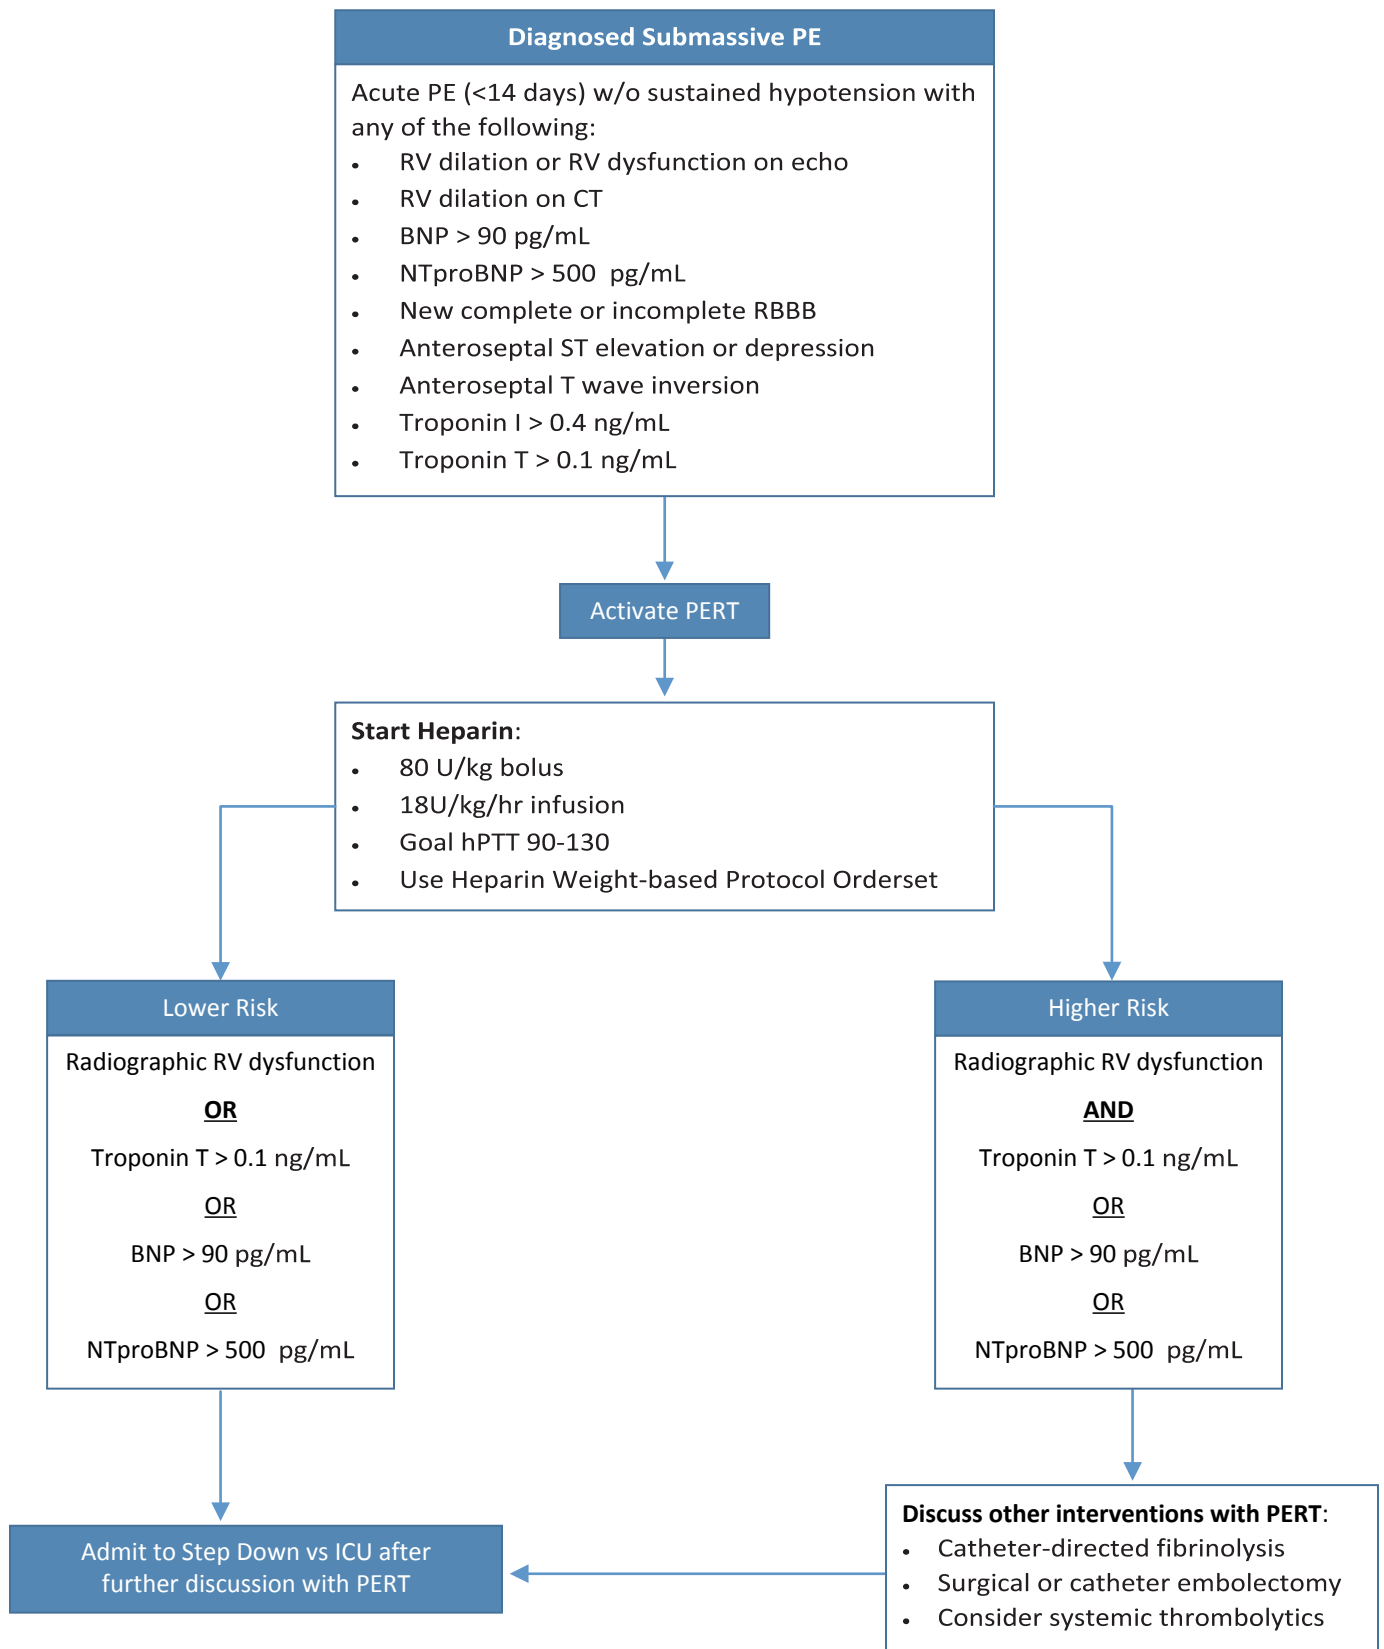 Diagnosed Submassive PE
Acute PE (<14 days) w/o sustained hypotension with
any of the following:
• RV dilation or RV dysfunction on echo
• RV dilation on CT
• BNP > 90 pg/mL
• NTproBNP > 500 pg/mL
• New complete or incomplete RBBB
• Anteroseptal ST elevation or depression
• Anteroseptal T wave inversion
• Troponin I > 0.4 ng/mL
• Troponin T > 0.1 ng/mL
Activate PERT
Start Heparin:
• 80 U/kg bolus
• 18U/kg/hr infusion
• Goal hPTT 90-130
• Use Heparin Weight-based Protocol Orderset
Lower Risk
Radiographic RV dysfunction
OR
Troponin T > 0.1 ng/mL
OR
BNP > 90 pg/mL
OR
NTproBNP > 500 pg/mL
Higher Risk
Radiographic RV dysfunction
AND
Troponin T > 0.1 ng/mL
OR
BNP > 90 pg/mL
OR
NTproBNP > 500 pg/mL
Admit to Step Down vs ICU after
further discussion with PERT
Discuss other interventions with PERT:
• Catheter-directed fibrinolysis
• Surgical or catheter embolectomy
• Consider systemic thrombolytics